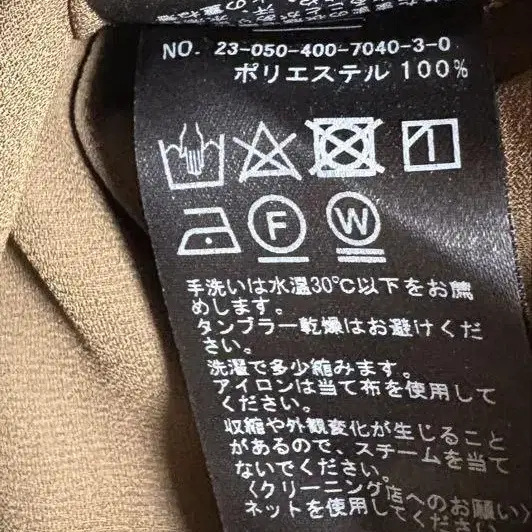 NO. 23-050-400-7040-3-0
ポリエステル 100%
F
W
手洗いは水温30℃以下をお薦
めします。
タンブラー乾燥はお避けくだ
さい。
洗濯で多少縮みます。
アイロンは当て布を使用して
ください。
収縮や外観変化が生じること
があるので、スチームを当て
ないでください。
〈クリーニング店へのお願い〉
ネットを使用してください